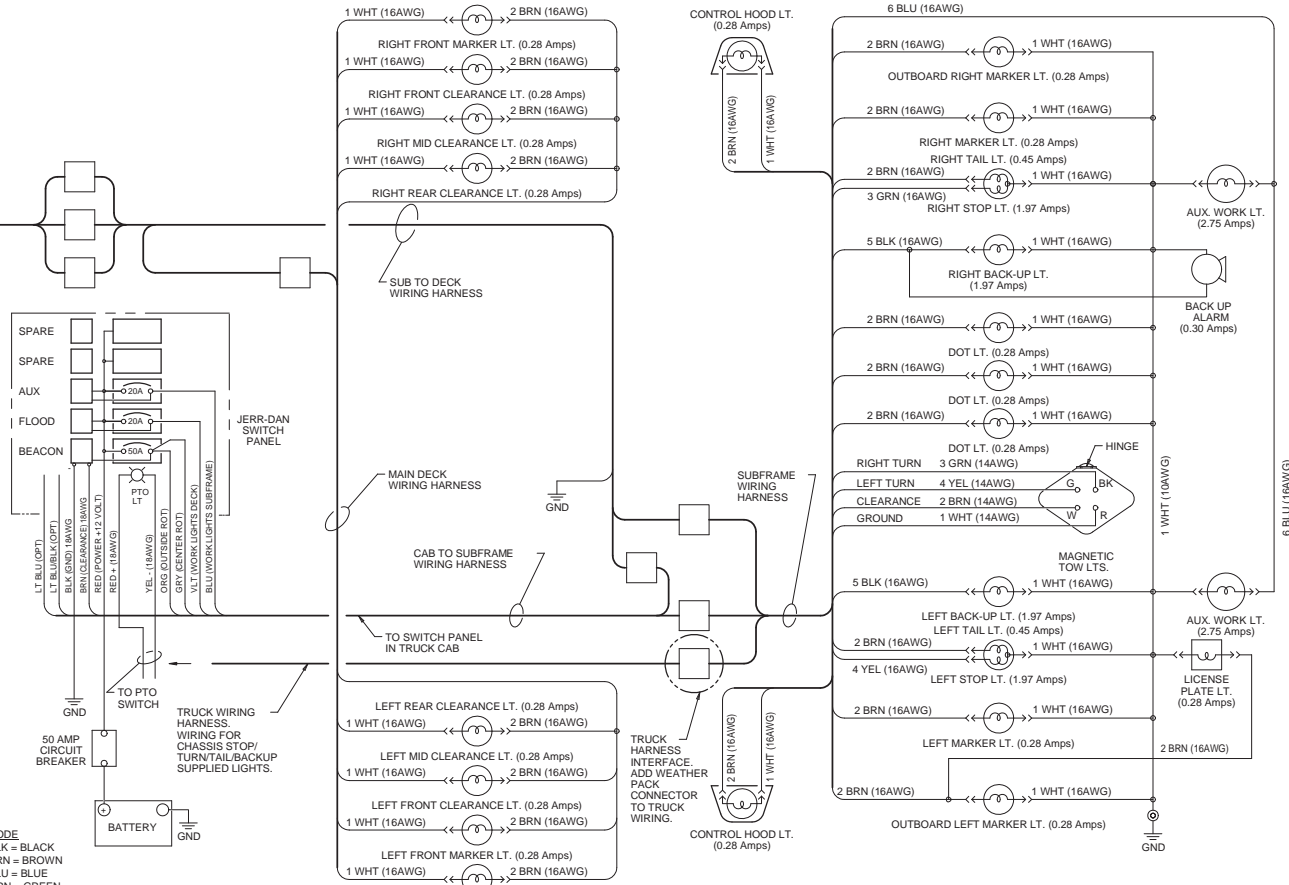 1 WHT (16AWG)
2 BRN (16AWG)
RIGHT FRONT MARKER LT. (0.28 Amps)
1 WHT (16AWG)
2 BRN (16AWG)
RIGHT FRONT CLEARANCE LT. (0.28 Amps)
1 WHT (16AWG)
2 BRN (16AWG)
RIGHT MID CLEARANCE LT. (0.28 Amps)
1 WHT (16AWG)
2 BRN (16AWG)
RIGHT REAR CLEARANCE LT. (0.28 Amps)
SUB TO DECK
WIRING HARNESS
SPARE
SPARE
AUX
20A
FLOOD
20A
BEACON
50A
JERR-DAN
SWITCH
PANEL
PTO
LT
LT BLU (OPT)
LT BLU/BLK (OPT)
BLK (GND) 18AWG
BRN (CLEARANCE) 18AWG
RED (POWER +12 VOLT)
RED + (18AWG)
YEL - (18AWG)
ORG (OUTSIDE ROT)
GRY (CENTER ROT)
VLT (WORK LIGHTS DECK)
BLU (WORK LIGHTS SUBFRAME)
MAIN DECK
WIRING HARNESS
GND
CAB TO SUBFRAME
WIRING HARNESS
SUBFRAME
WIRING
HARNESS
TO SWITCH PANEL
IN TRUCK CAB
TO PTO
SWITCH
GND
50 AMP
CIRCUIT
BREAKER
+
-
BATTERY
GND
TRUCK WIRING
HARNESS.
WIRING FOR
CHASSIS STOP/
TURN/TAIL/BACKUP
SUPPLIED LIGHTS.
LEFT REAR CLEARANCE LT. (0.28 Amps)
1 WHT (16AWG)
2 BRN (16AWG)
LEFT MID CLEARANCE LT. (0.28 Amps)
1 WHT (16AWG)
2 BRN (16AWG)
LEFT FRONT CLEARANCE LT. (0.28 Amps)
1 WHT (16AWG)
2 BRN (16AWG)
LEFT FRONT MARKER LT. (0.28 Amps)
1 WHT (16AWG)
2 BRN (16AWG)
TRUCK
HARNESS
INTERFACE.
ADD WEATHER
PACK
CONNECTOR
TO TRUCK
WIRING.
CONTROL HOOD LT.
(0.28 Amps)
2 BRN (16AWG)
1 WHT (16AWG)
2 BRN (16AWG)
1 WHT (16AWG)
CONTROL HOOD LT.
(0.28 Amps)
6 BLU (16AWG)
2 BRN (16AWG)
1 WHT (16AWG)
OUTBOARD RIGHT MARKER LT. (0.28 Amps)
2 BRN (16AWG)
1 WHT (16AWG)
RIGHT MARKER LT. (0.28 Amps)
RIGHT TAIL LT. (0.45 Amps)
2 BRN (16AWG)
1 WHT (16AWG)
3 GRN (16AWG)
RIGHT STOP LT. (1.97 Amps)
AUX. WORK LT.
(2.75 Amps)
5 BLK (16AWG)
1 WHT (16AWG)
RIGHT BACK-UP LT.
(1.97 Amps)
BACK UP
ALARM
(0.30 Amps)
2 BRN (16AWG)
1 WHT (16AWG)
DOT LT. (0.28 Amps)
2 BRN (16AWG)
1 WHT (16AWG)
DOT LT. (0.28 Amps)
2 BRN (16AWG)
1 WHT (16AWG)
DOT LT. (0.28 Amps)
HINGE
RIGHT TURN 3 GRN (14AWG)
LEFT TURN 4 YEL (14AWG)
CLEARANCE 2 BRN (14AWG)
GROUND 1 WHT (14AWG)
G
BK
W
R
MAGNETIC
TOW LTS.
1 WHT (10AWG)
6 BLU (16AWG)
5 BLK (16AWG)
1 WHT (16AWG)
LEFT BACK-UP LT. (1.97 Amps)
LEFT TAIL LT. (0.45 Amps)
AUX. WORK LT.
(2.75 Amps)
2 BRN (16AWG)
1 WHT (16AWG)
4 YEL (16AWG)
LEFT STOP LT. (1.97 Amps)
LICENSE
PLATE LT.
(0.28 Amps)
2 BRN (16AWG)
1 WHT (16AWG)
LEFT MARKER LT. (0.28 Amps)
2 BRN (16AWG)
2 BRN (16AWG)
1 WHT (16AWG)
OUTBOARD LEFT MARKER LT. (0.28 Amps)
GND
ODE
K = BLACK
RN = BROWN
U = BLUE